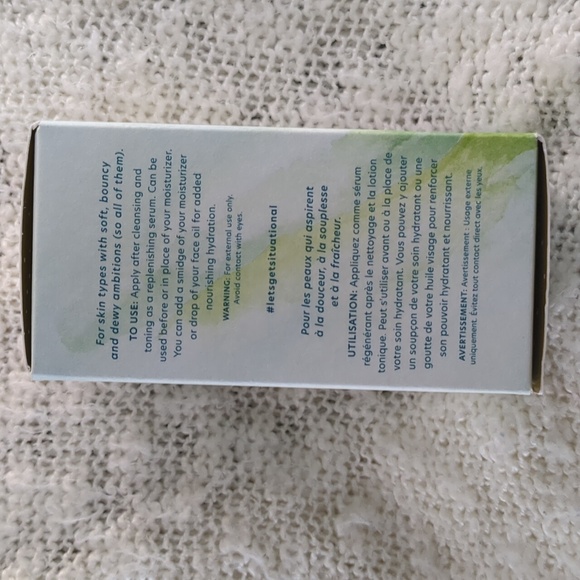 For skin types with soft, bouncy
and dewy ambitions (so all of them).
TO USE: Apply after cleansing and
toning as a replenishing serum. Can be
used before or in place of your moisturizer.
You can add a smidge of your moisturizer
or drop of your face oil for added
nourishing hydration.
WARNING: For external use only.
Avoid contact with eyes.
#letsgetsituational
Pour les peaux qui aspirent
à la douceur, à la souplesse
et à la fraîcheur.
UTILISATION: Appliquez comme sérum
régénérant après le nettoyage et la lotion
tonique. Peut s'utiliser avant ou à la place de
votre soin hydratant. Vous pouvez y ajouter
un soupçon de votre soin hydratant ou une
goutte de votre huile visage pour renforcer
son pouvoir hydratant et nourrissant.
AVERTISSEMENT: Avertissement : Usage externe
uniquement. Évitez tout contact direct avec les yeux.